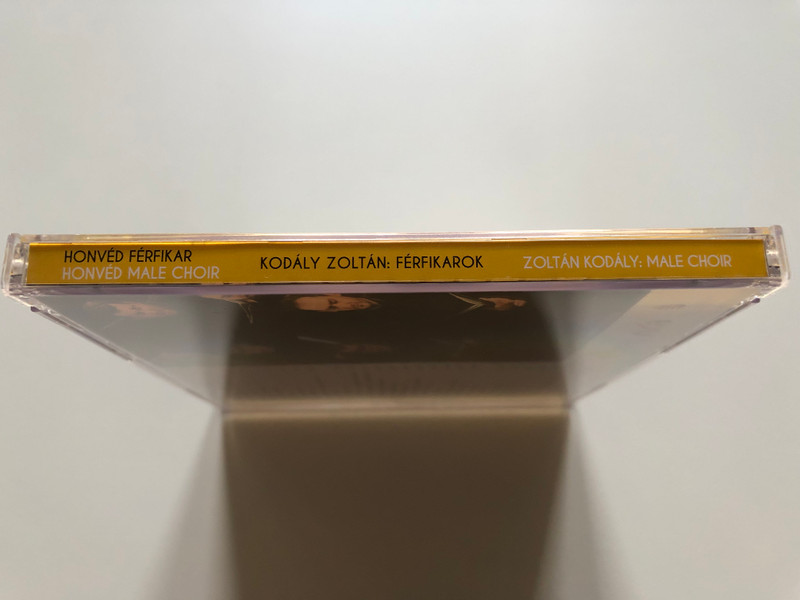 HONVÉD FÉRFIKAR
HONVÉD MALE CHOIR
KODÁLY ZOLTÁN: FÉRFIKAROK
ZOLTÁN KODÁLY: MALE CHOIR